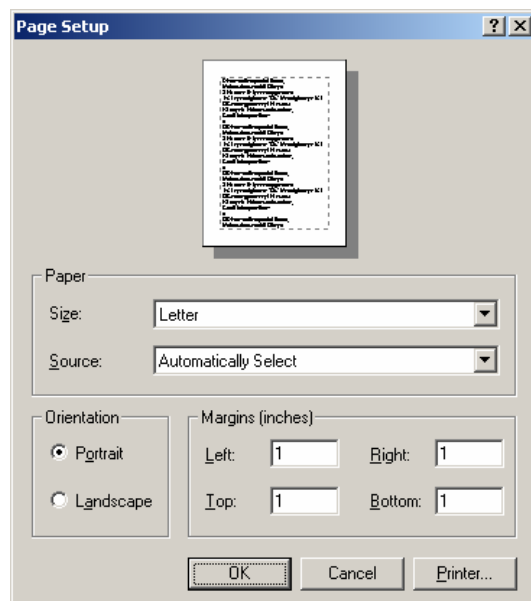 Page Setup
Paper
Size: Letter
Source: Automatically Select
Orientation
Portrait
Landscape
Margins (inches)
Left: 1 Right: 1
Top: 1 Bottom: 1
OK Cancel Printer...